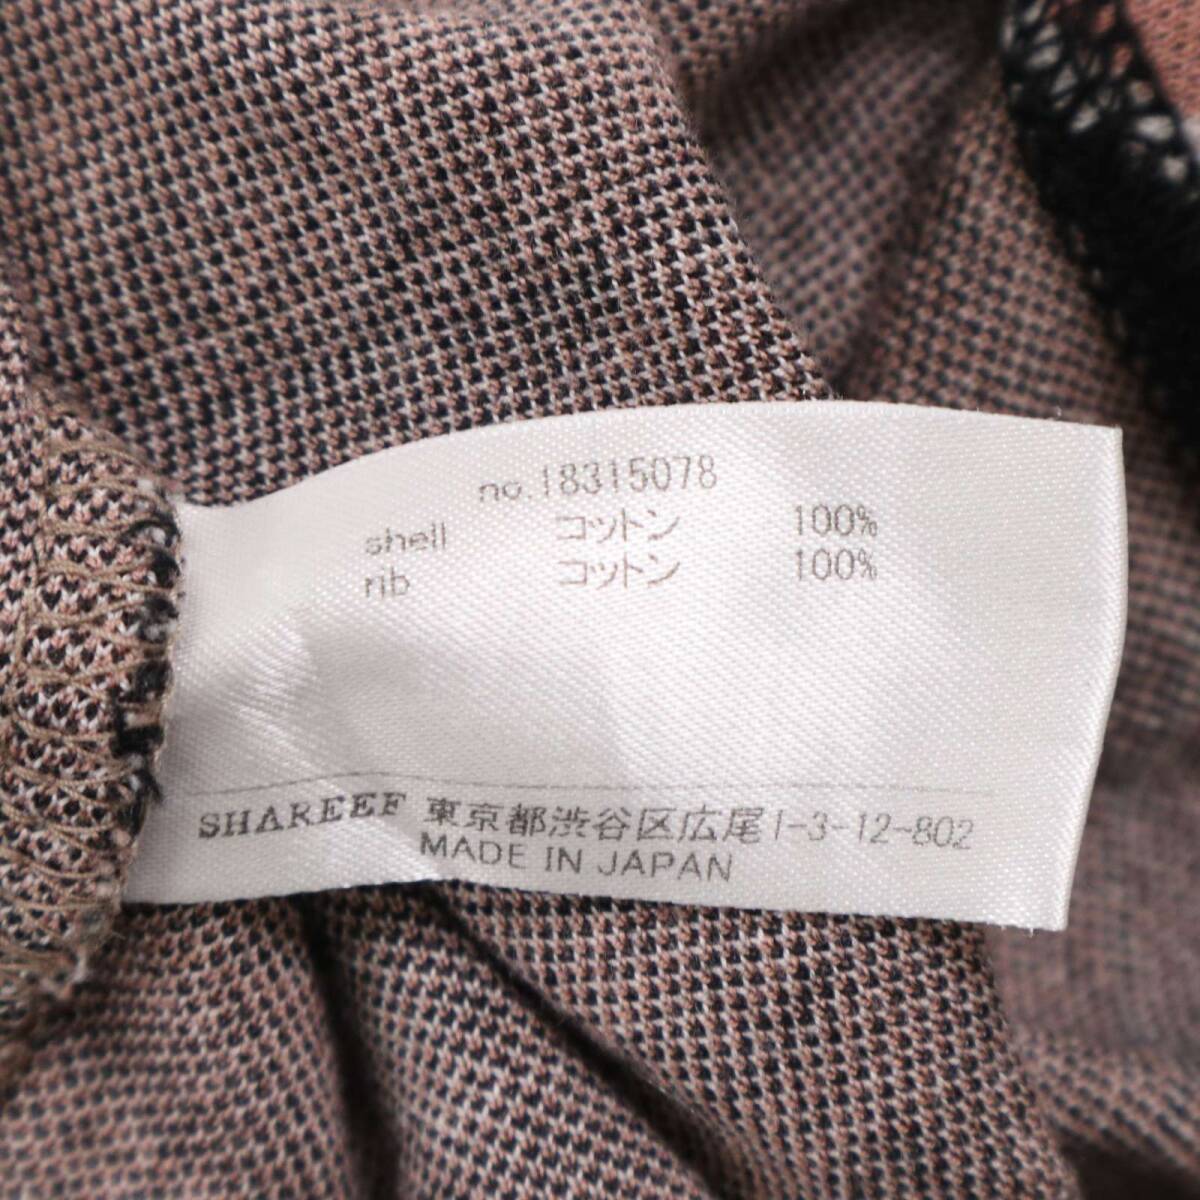 no.18315078
shell コットン 100%
rib コットン 100%
SHAREEF 東京都渋谷区広尾1-3-12-802
MADE IN JAPAN